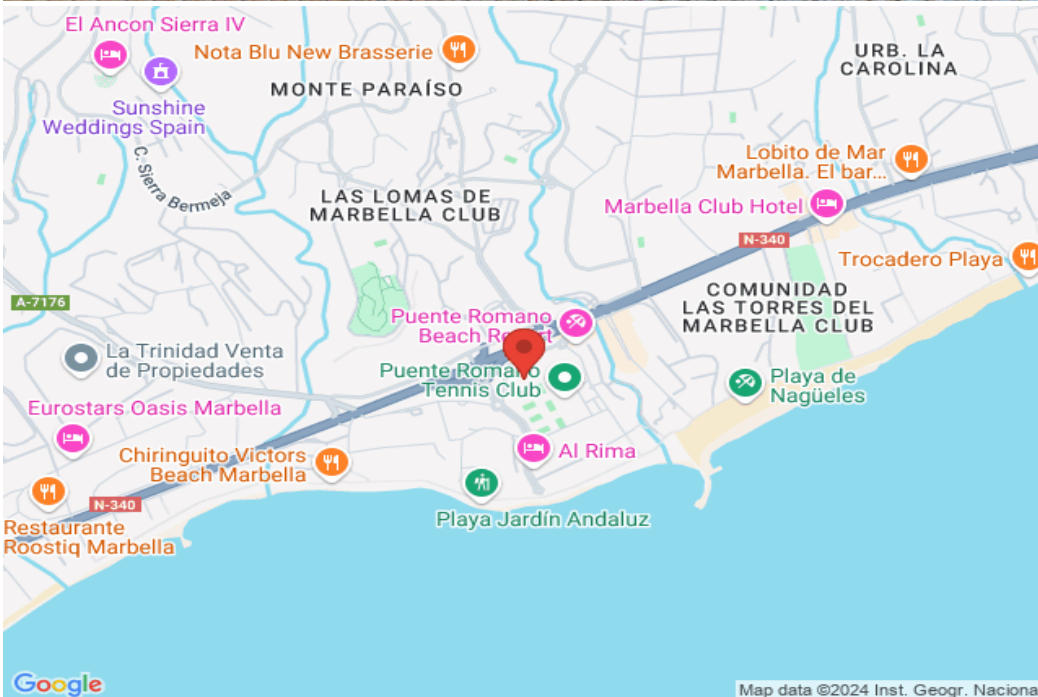 El Ancon Sierra IV
Nota Blu New Brasserie
URB. LA
CAROLINA
MONTE PARAÍSO
Sunshine
Weddings Spain
C. Sierra Bermeja
Lobito de Mar
Marbella. El bar...
LAS LOMAS DE
MARBELLA CLUB
Marbella Club Hotel
N-340
Trocadero Playa
COMUNIDAD
LAS TORRES DEL
MARBELLA CLUB
A-7176
Puente Romano
Beach
La Trinidad Venta
de Propiedades
Puente Romano
Tennis Club
Playa de
Nagüeles
Eurostars Oasis Marbella
Chiringuito Victors
Beach Marbella
Al Rima
N-340
Restaurante
Roostiq Marbella
Playa Jardín Andaluz
Google
Map data ©2024 Inst. Geogr. Naciona